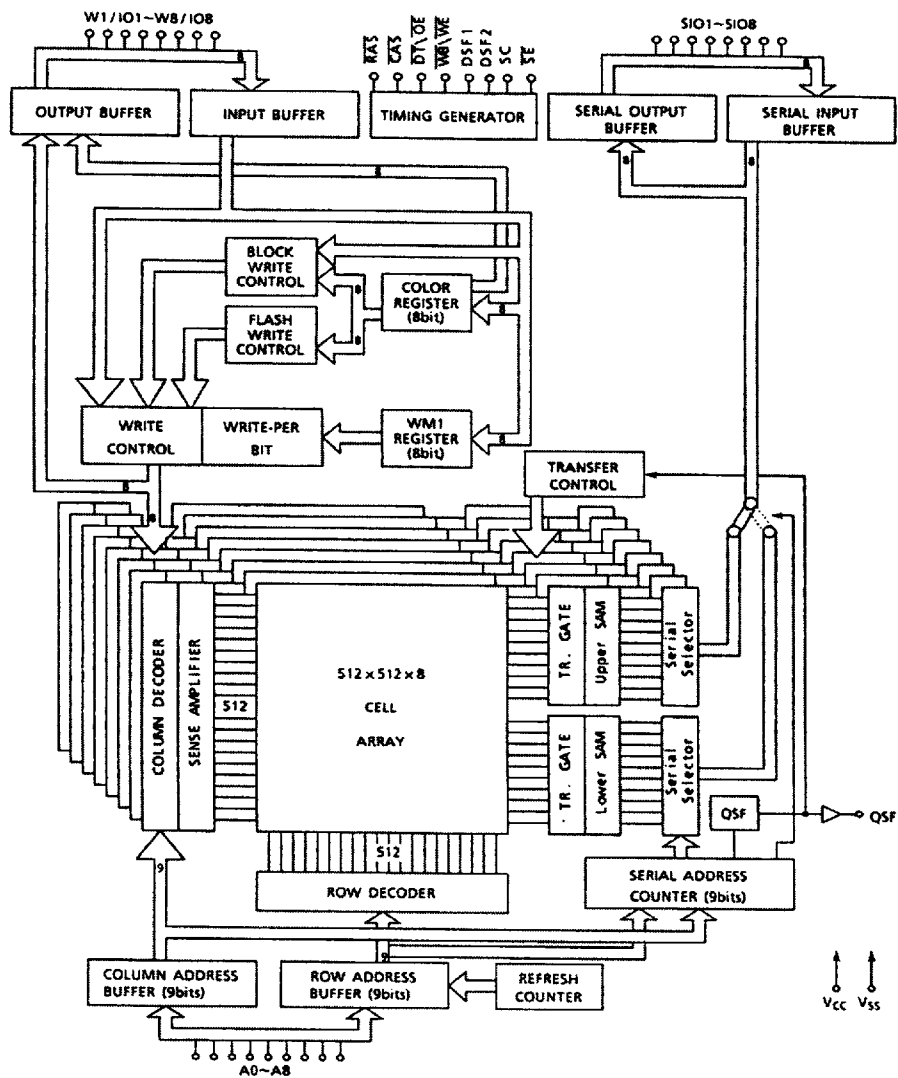 W1/IO1~W8/IO8
SIO1~SIO8
RAS
CAS
DT\OE
WB\WE
DSF1
DSF2
SC
SE
8
8
OUTPUT BUFFER
INPUT BUFFER
TIMING GENERATOR
SERIAL OUTPUT
BUFFER
SERIAL INPUT
BUFFER
8
8
8
BLOCK
WRITE
CONTROL
8
COLOR
REGISTER
(8bit)
8
FLASH
WRITE
CONTROL
8
WRITE
CONTROL
WRITE-PER
BIT
WM1
REGISTER
(8bit)
8
TRANSFER
CONTROL
8
8
COLUMN DECODER
SENSE AMPLIFIER
512
512x512x8
CELL
ARRAY
TR. GATE
Upper SAM
Serial
Selector
TR. GATE
Lower SAM
Serial
Selector
QSF
QSF
512
ROW DECODER
SERIAL ADDRESS
COUNTER (9bits)
9
9
COLUMN ADDRESS
BUFFER (9bits)
ROW ADDRESS
BUFFER (9bits)
REFRESH
COUNTER
VCC
VSS
A0~A8